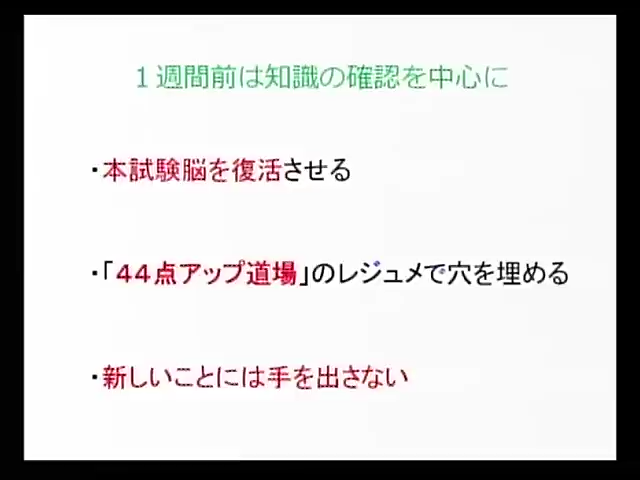 １週間前は知識の確認を中心に
・本試験脳を復活させる
・「４４点アップ道場」のレジュメで穴を埋める
・新しいことには手を出さない